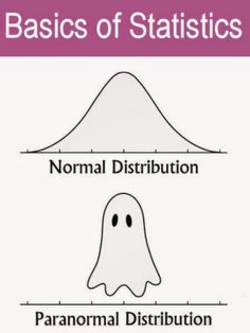 Basics of Statistics
Normal Distribution
Paranormal Distribution